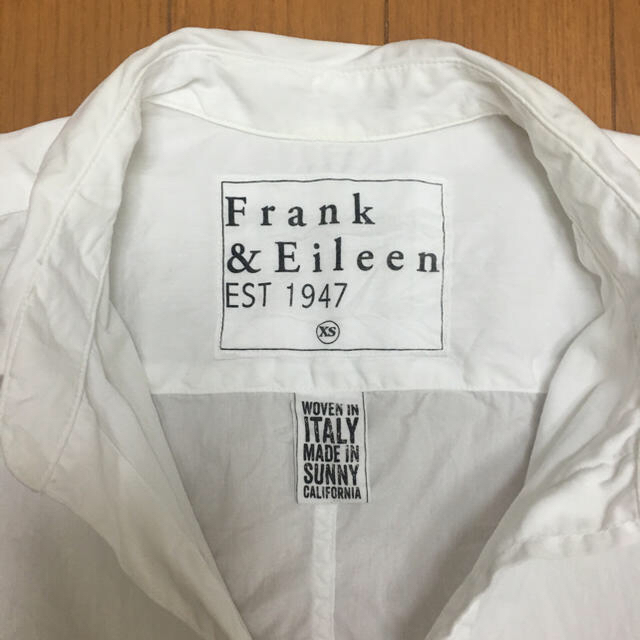 Frank
& Eileen
EST 1947
XS
WOVEN IN
ITALY
MADE IN
SUNNY
CALIFORNIA